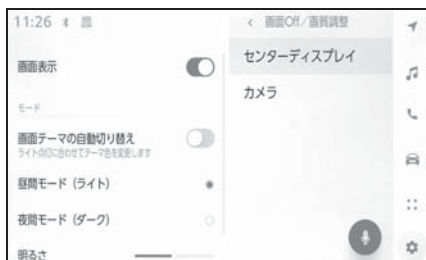 11:26
画面表示
モード
画面テーマの自動切り替え
ライト点灯に合わせてテーマ色を変更します
昼間モード（ライト）
夜間モード（ダーク）
明るさ
＜ 画面Off／画質調整
センターディスプレイ
カメラ